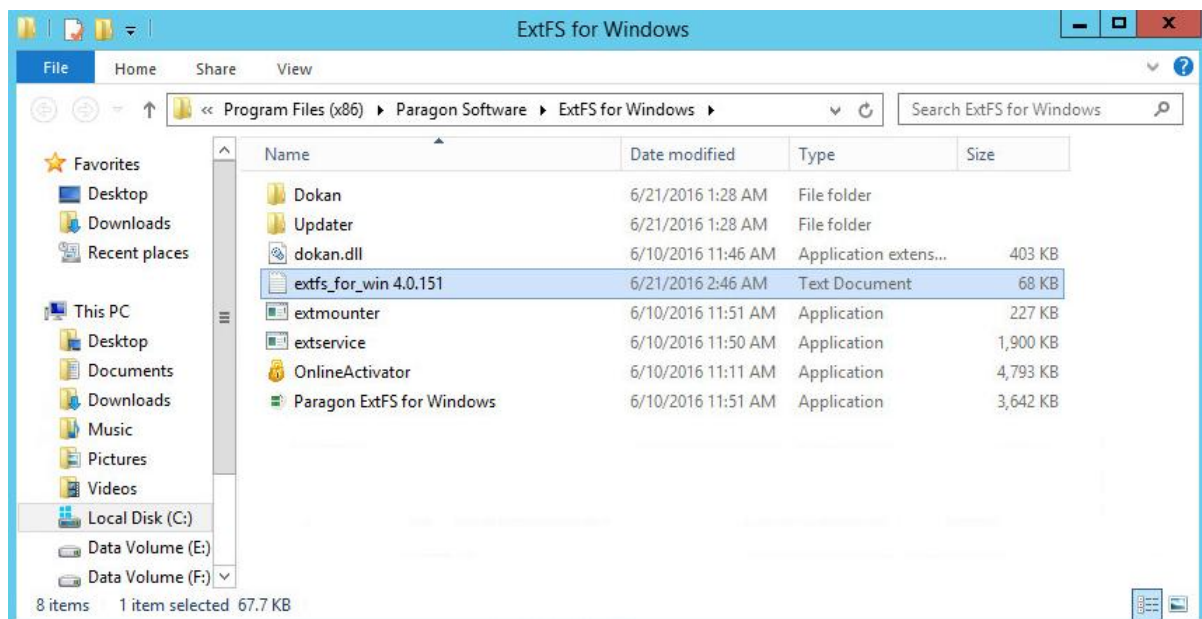 ExtFS for Windows
File Home Share View
« Program Files (x86) ▸ Paragon Software ▸ ExtFS for Windows ▸ Search ExtFS for Windows
Name Date modified Type Size
Favorites
Desktop
Downloads
Recent places
This PC
Desktop
Documents
Downloads
Music
Pictures
Videos
Local Disk (C:)
Data Volume (E:)
Data Volume (F:)
Dokan 6/21/2016 1:28 AM File folder
Updater 6/21/2016 1:28 AM File folder
dokan.dll 6/10/2016 11:46 AM Application extens... 403 KB
extfs_for_win 4.0.151 6/21/2016 2:46 AM Text Document 68 KB
extmounter 6/10/2016 11:51 AM Application 227 KB
extservice 6/10/2016 11:50 AM Application 1,900 KB
OnlineActivator 6/10/2016 11:11 AM Application 4,793 KB
Paragon ExtFS for Windows 6/10/2016 11:51 AM Application 3,642 KB
8 items 1 item selected 67.7 KB